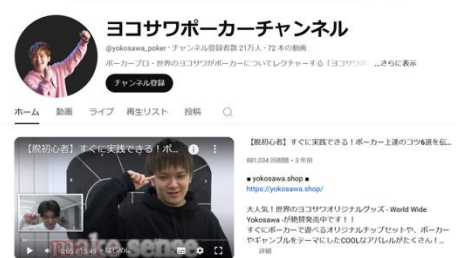 ヨコサワポーカーチャンネル
@yokosawa_poker・チャンネル登録者数 21万人・72 本の動画
ポーカープロ・世界のヨコサワがポーカーについてレクチャーする「ヨコサワポ... ...さらに表示
チャンネル登録
ホーム 動画 ライブ 再生リスト 投稿
【脱初心者】すぐに実践できる！ポ...
0:05 / 15:49
【脱初心者】すぐに実践できる！ポーカー上達のコツ6選を伝...
881,034 回視聴・3 年前
■ yokosawa.shop ■
https://yokosawa.shop/
大人気！世界のヨコサワオリジナルグッズ - World Wide
Yokosawa -が絶賛発売中です！！
すぐにポーカーで遊べるオリジナルチップセットや、ポーカー
やギャンブルをテーマにしたCOOLなアパレルがたくさん！...
詳細